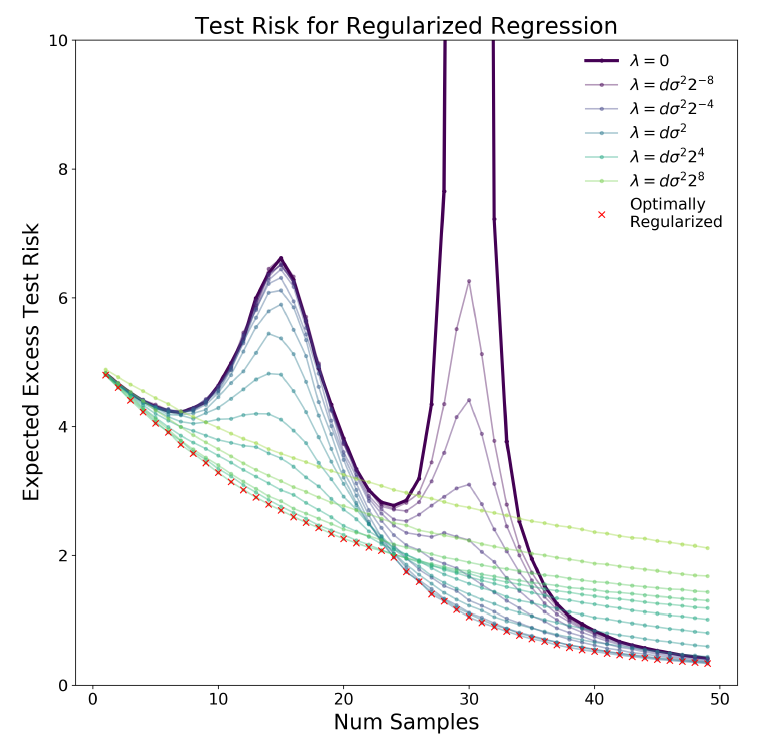 Test Risk for Regularized Regression
Expected Excess Test Risk
10
8
6
4
2
0
λ = 0
λ = dσ²2⁻⁸
λ = dσ²2⁻⁴
λ = dσ²
λ = dσ²2⁴
λ = dσ²2⁸
Optimally
Regularized
0 10 20 30 40 50
Num Samples